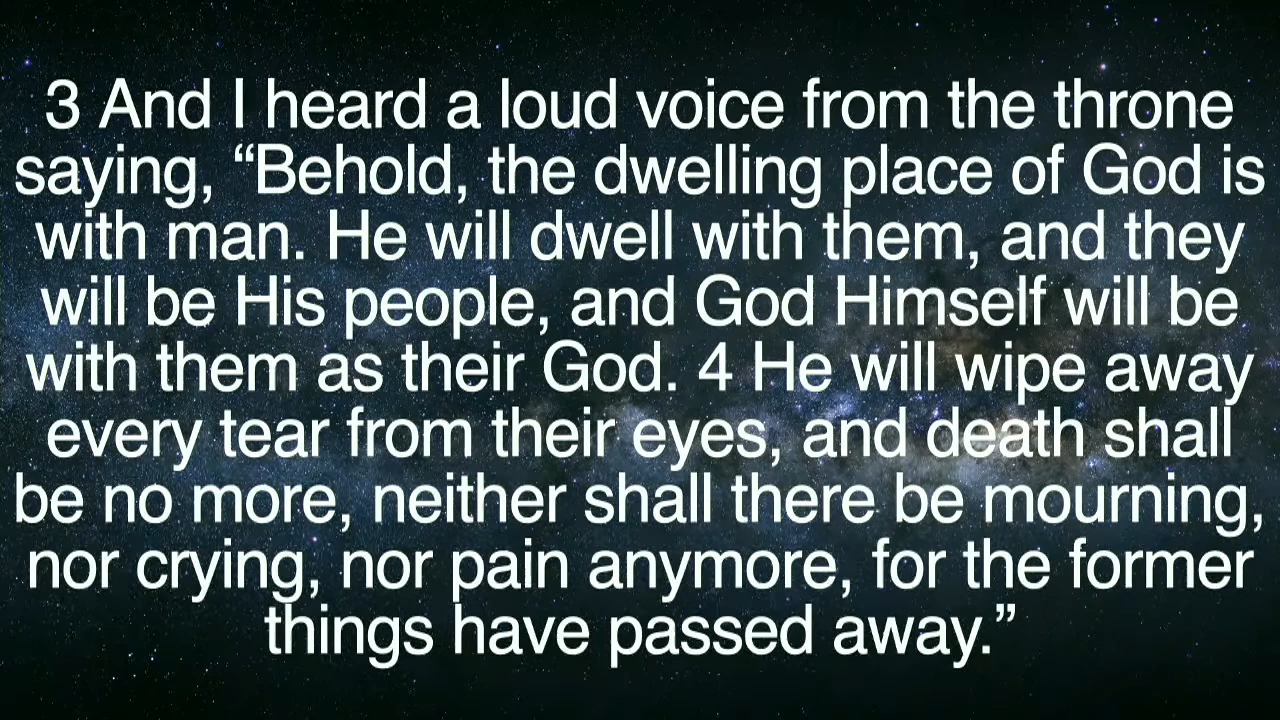 3 And I heard a loud voice from the throne
saying, “Behold, the dwelling place of God is
with man. He will dwell with them, and they
will be His people, and God Himself will be
with them as their God. 4 He will wipe away
every tear from their eyes, and death shall
be no more, neither shall there be mourning,
nor crying, nor pain anymore, for the former
things have passed away.”